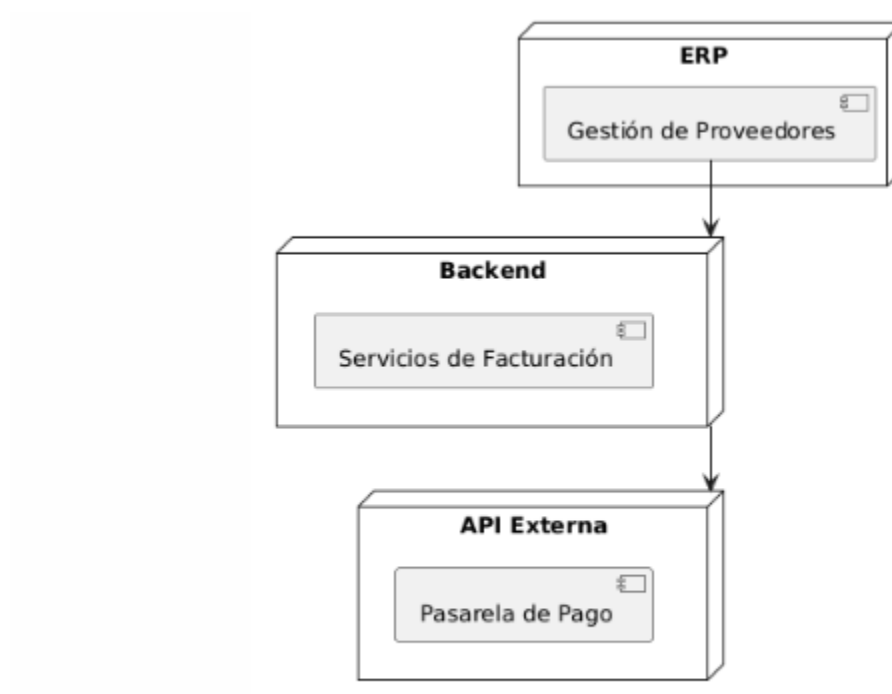 ERP
Gestión de Proveedores
Backend
Servicios de Facturación
API Externa
Pasarela de Pago